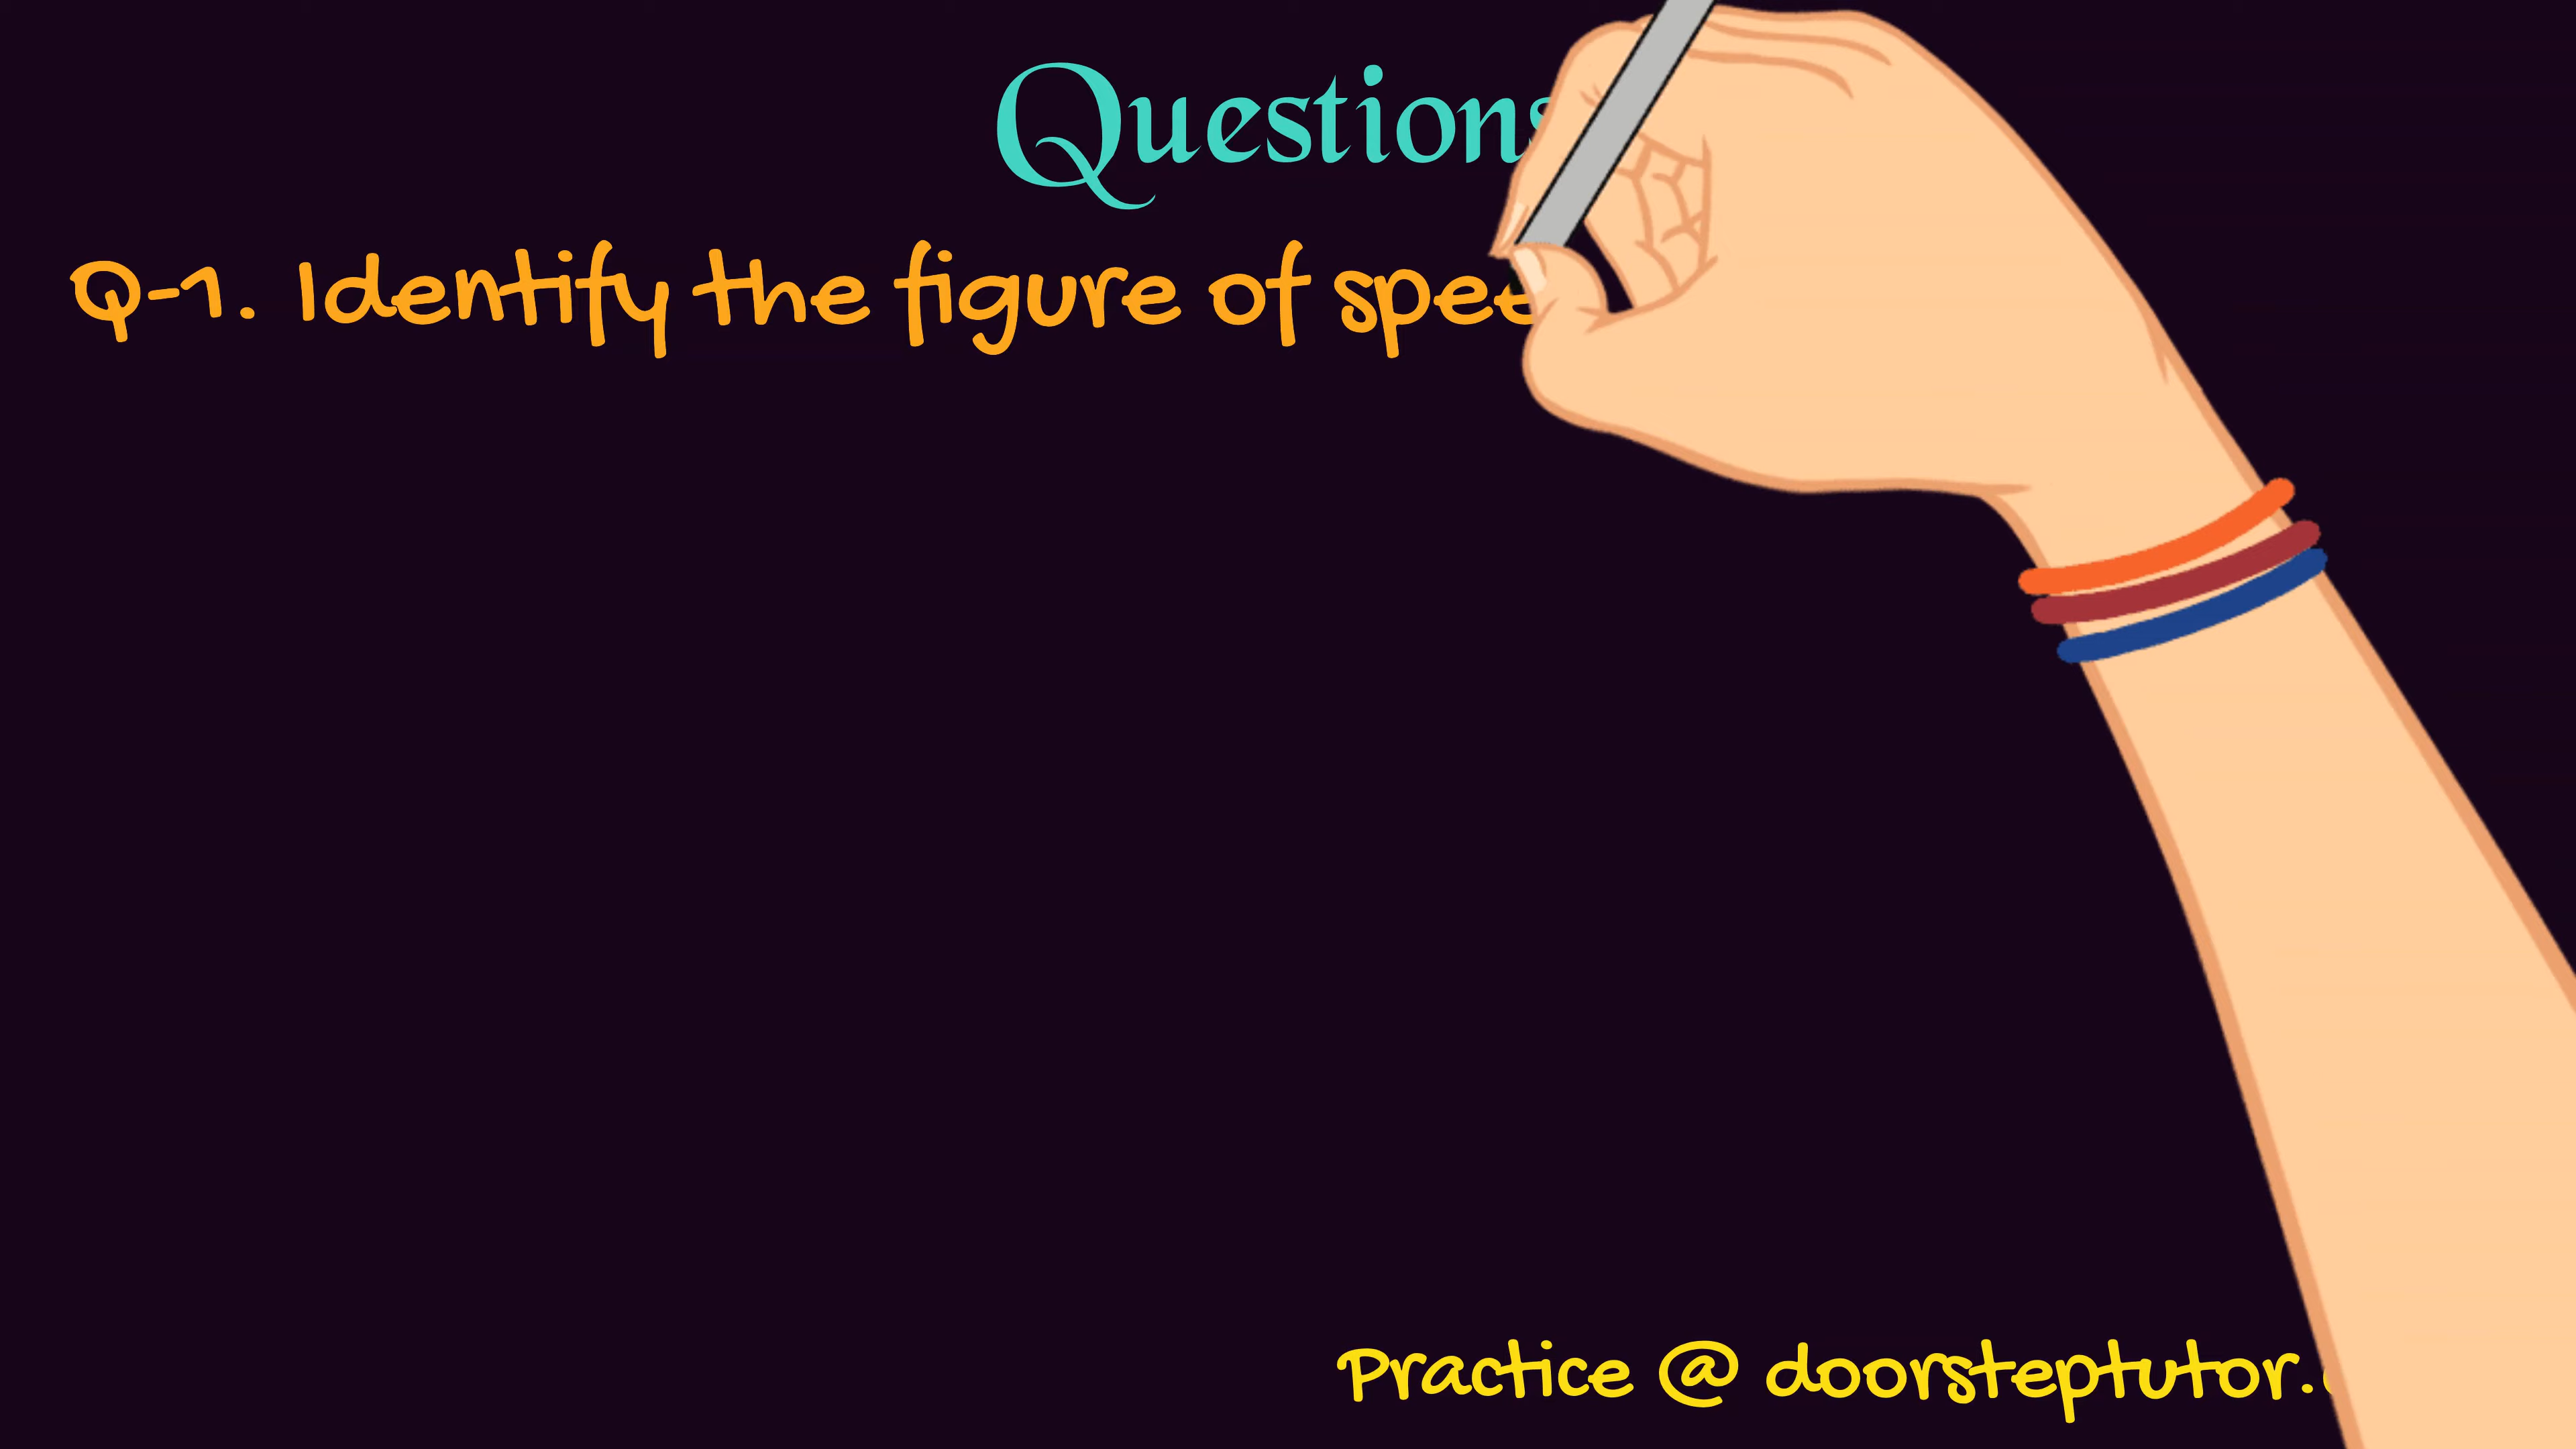 Questions
Q-1. Identify the figure of spee
Practice @ doorsteptutor.